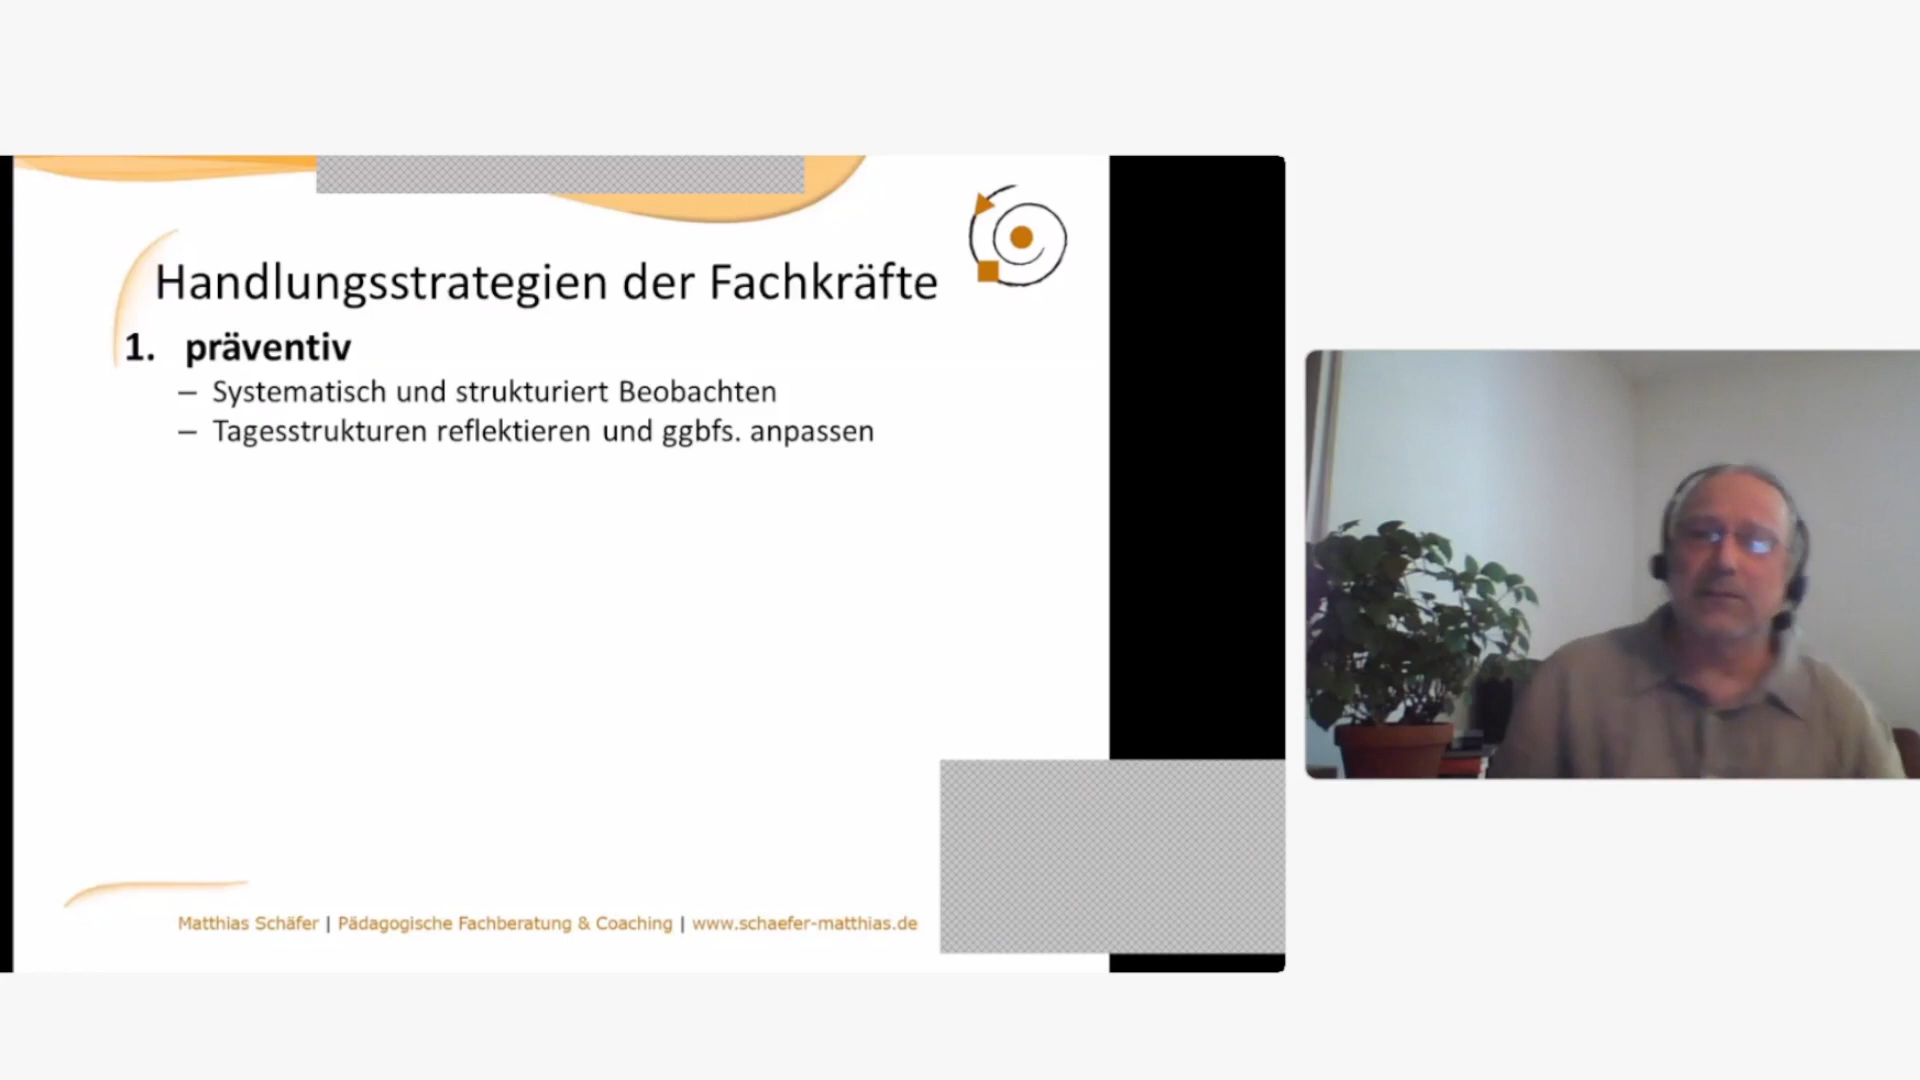 Handlungsstrategien der Fachkräfte
1. präventiv
– Systematisch und strukturiert Beobachten
– Tagesstrukturen reflektieren und ggbfs. anpassen
Matthias Schäfer | Pädagogische Fachberatung & Coaching | www.schaefer-matthias.de